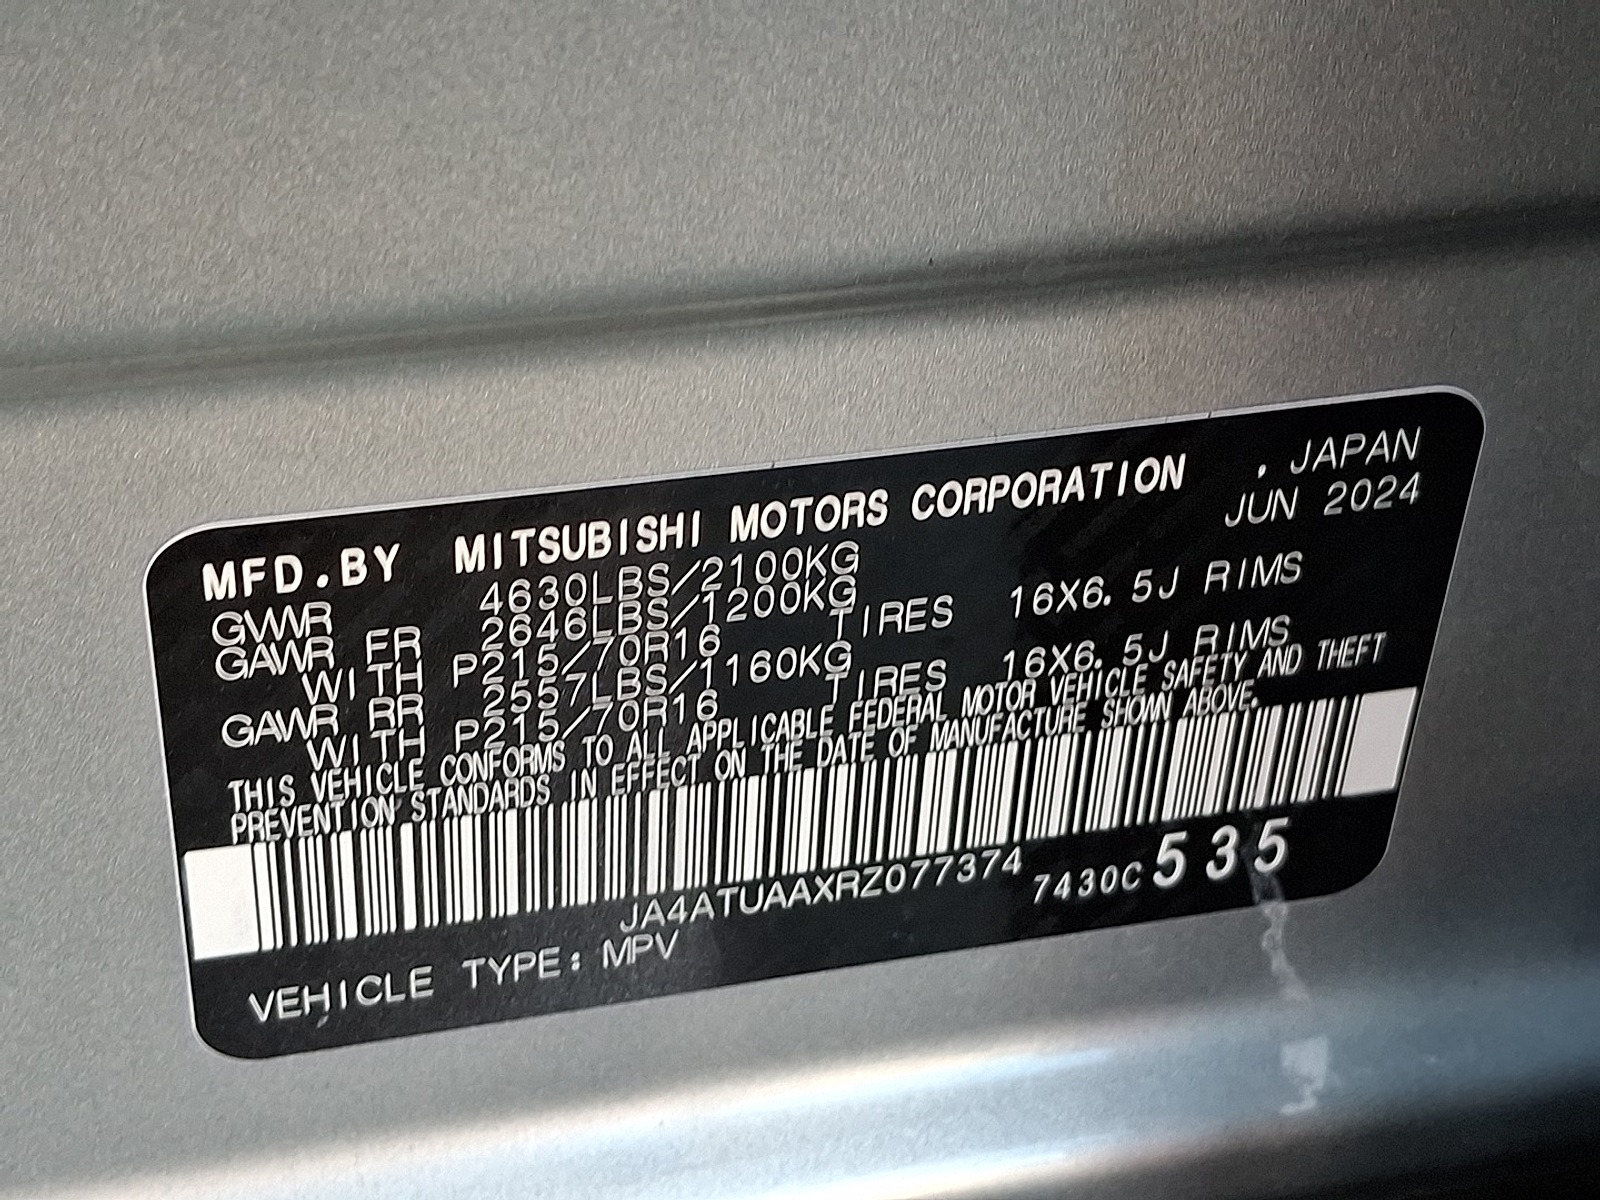 MFD.BY MITSUBISHI MOTORS CORPORATION . JAPAN
JUN 2024
GVWR 4630LBS/2100KG
GAWR FR 2646LBS/1200KG
WITH P215/70R16 TIRES 16X6.5J RIMS
GAWR RR 2557LBS/1160KG
WITH P215/70R16 TIRES 16X6.5J RIMS
THIS VEHICLE CONFORMS TO ALL APPLICABLE FEDERAL MOTOR VEHICLE SAFETY AND THEFT
PREVENTION STANDARDS IN EFFECT ON THE DATE OF MANUFACTURE SHOWN ABOVE.
JA4ATUAAXRZ077374 7430C 535
VEHICLE TYPE: MPV